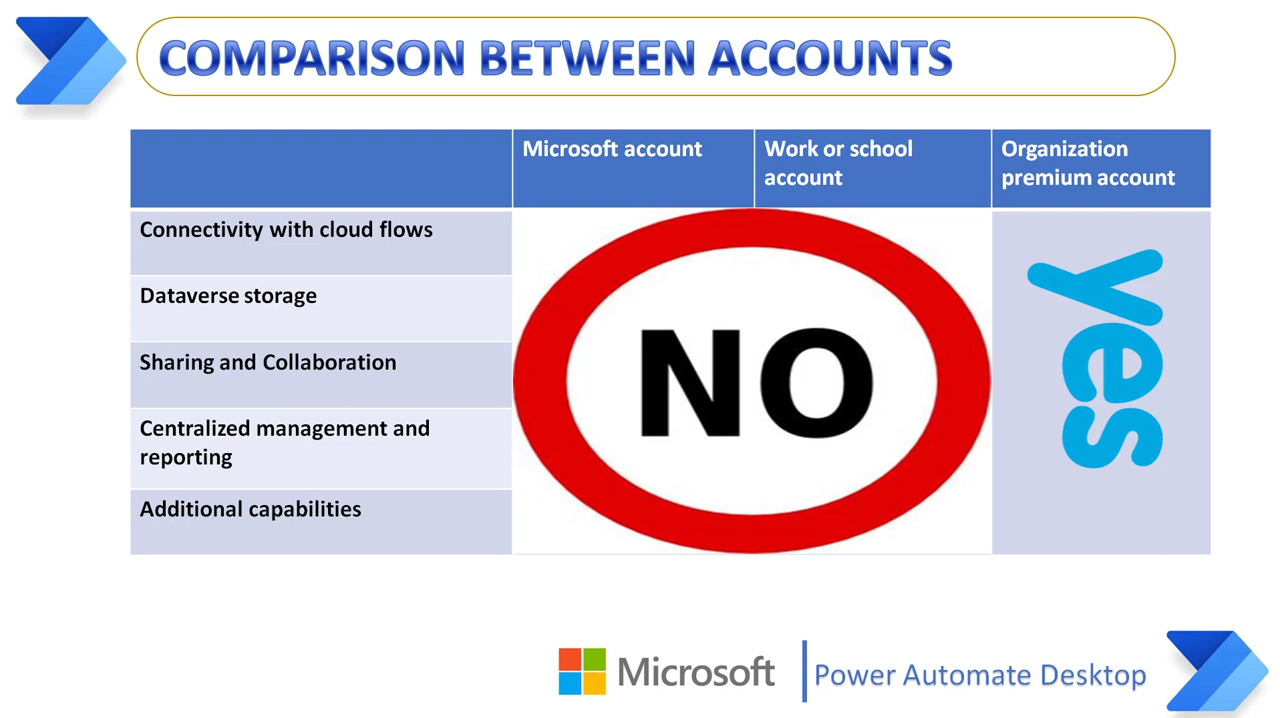 COMPARISON BETWEEN ACCOUNTS
Microsoft account
Work or school
account
Organization
premium account
Connectivity with cloud flows
Dataverse storage
Sharing and Collaboration
Centralized management and
reporting
Additional capabilities
NO
yes
Microsoft
Power Automate Desktop